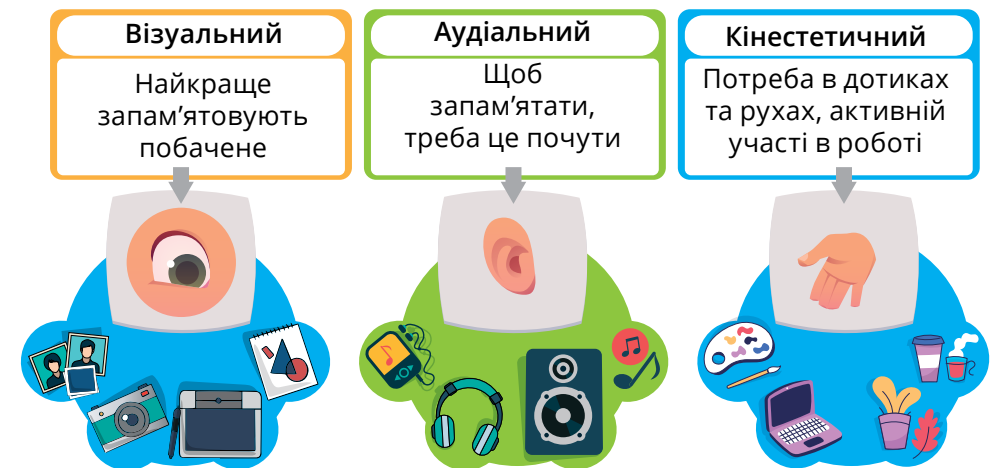 Візуальний
Найкраще
запам’ятовують
побачене
Аудіальний
Щоб
запам’ятати,
треба це почути
Кінестетичний
Потреба в дотиках
та рухах, активній
участі в роботі